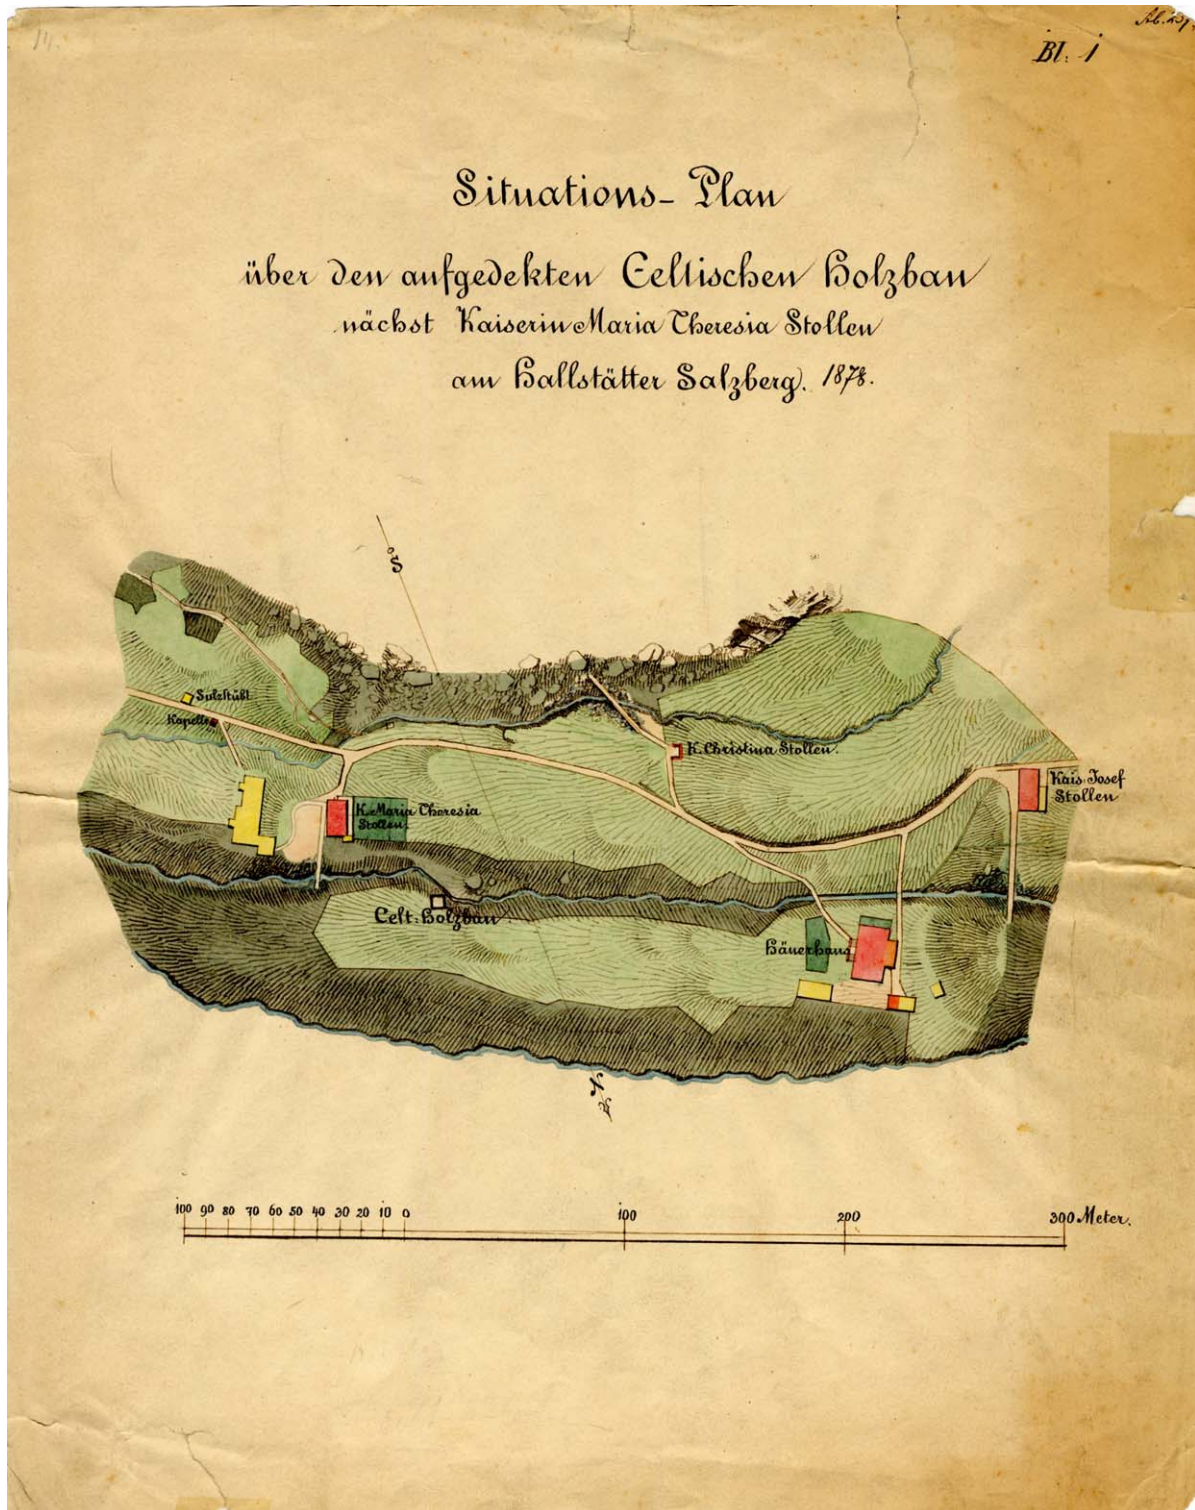 Bl: 1
Situations-Plan
über den aufgedekten Celtischen Holzbau
nächst Kaiserin Maria Theresia Stollen
am Hallstätter Salzberg. 1878.
S
Sulzstübl
Kapelle
K. Christina Stollen.
Kais. Josef
Stollen
K. Maria Theresia
Stollen.
Celt. Holzbau
Häuerhaus
N
100 90 80 70 60 50 40 30 20 10 0 100 200 300 Meter.